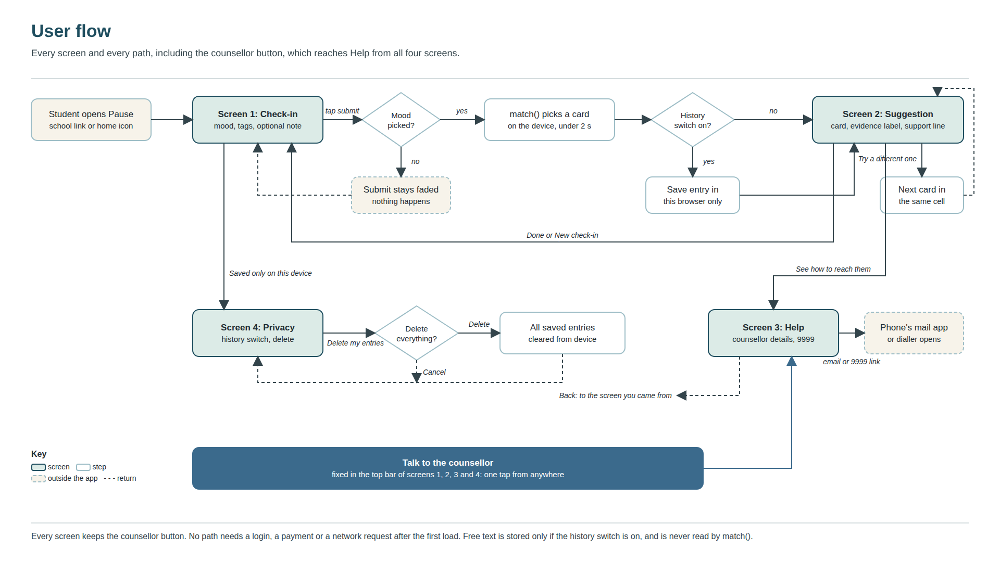 User flow
Every screen and every path, including the counsellor button, which reaches Help from all four screens.
Student opens Pause
school link or home icon
Screen 1: Check-in
mood, tags, optional note
tap submit
Mood
picked?
yes
match() picks a card
on the device, under 2 s
History
switch on?
no
Screen 2: Suggestion
card, evidence label, support line
no
yes
Try a different one
Submit stays faded
nothing happens
Save entry in
this browser only
Next card in
the same cell
Done or New check-in
See how to reach them
Saved only on this device
Screen 4: Privacy
history switch, delete
Delete my entries
Delete
everything?
Delete
All saved entries
cleared from device
Screen 3: Help
counsellor details, 9999
Phone's mail app
or dialler opens
email or 9999 link
Cancel
Back: to the screen you came from
Key
screen
step
outside the app
- - - return
Talk to the counsellor
fixed in the top bar of screens 1, 2, 3 and 4: one tap from anywhere
Every screen keeps the counsellor button. No path needs a login, a payment or a network request after the first load. Free text is stored only if the history switch is on, and is never read by match().